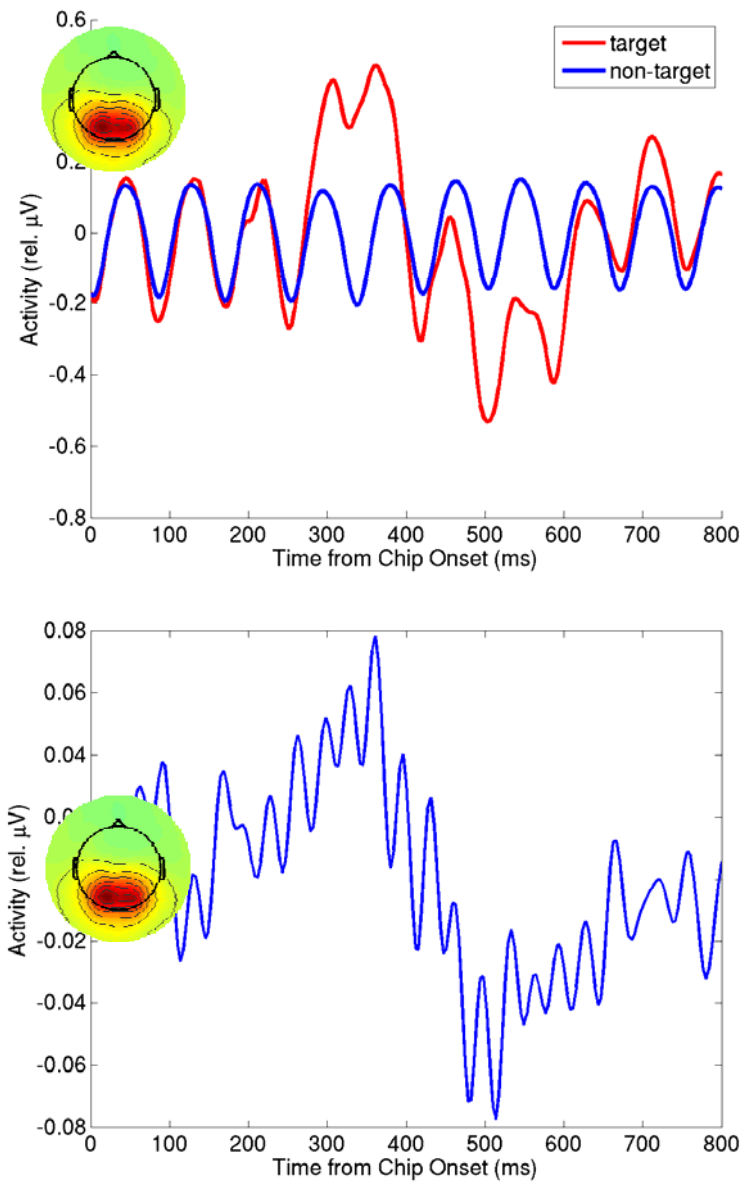 0.6
target
non-target
0.2
0
-0.2
-0.4
-0.6
-0.8
Activity (rel. μV)
0 100 200 300 400 500 600 700 800
Time from Chip Onset (ms)
0.08
0.06
0.04
0.0
-0.02
-0.04
-0.06
-0.08
Activity (rel. μV)
0 100 200 300 400 500 600 700 800
Time from Chip Onset (ms)